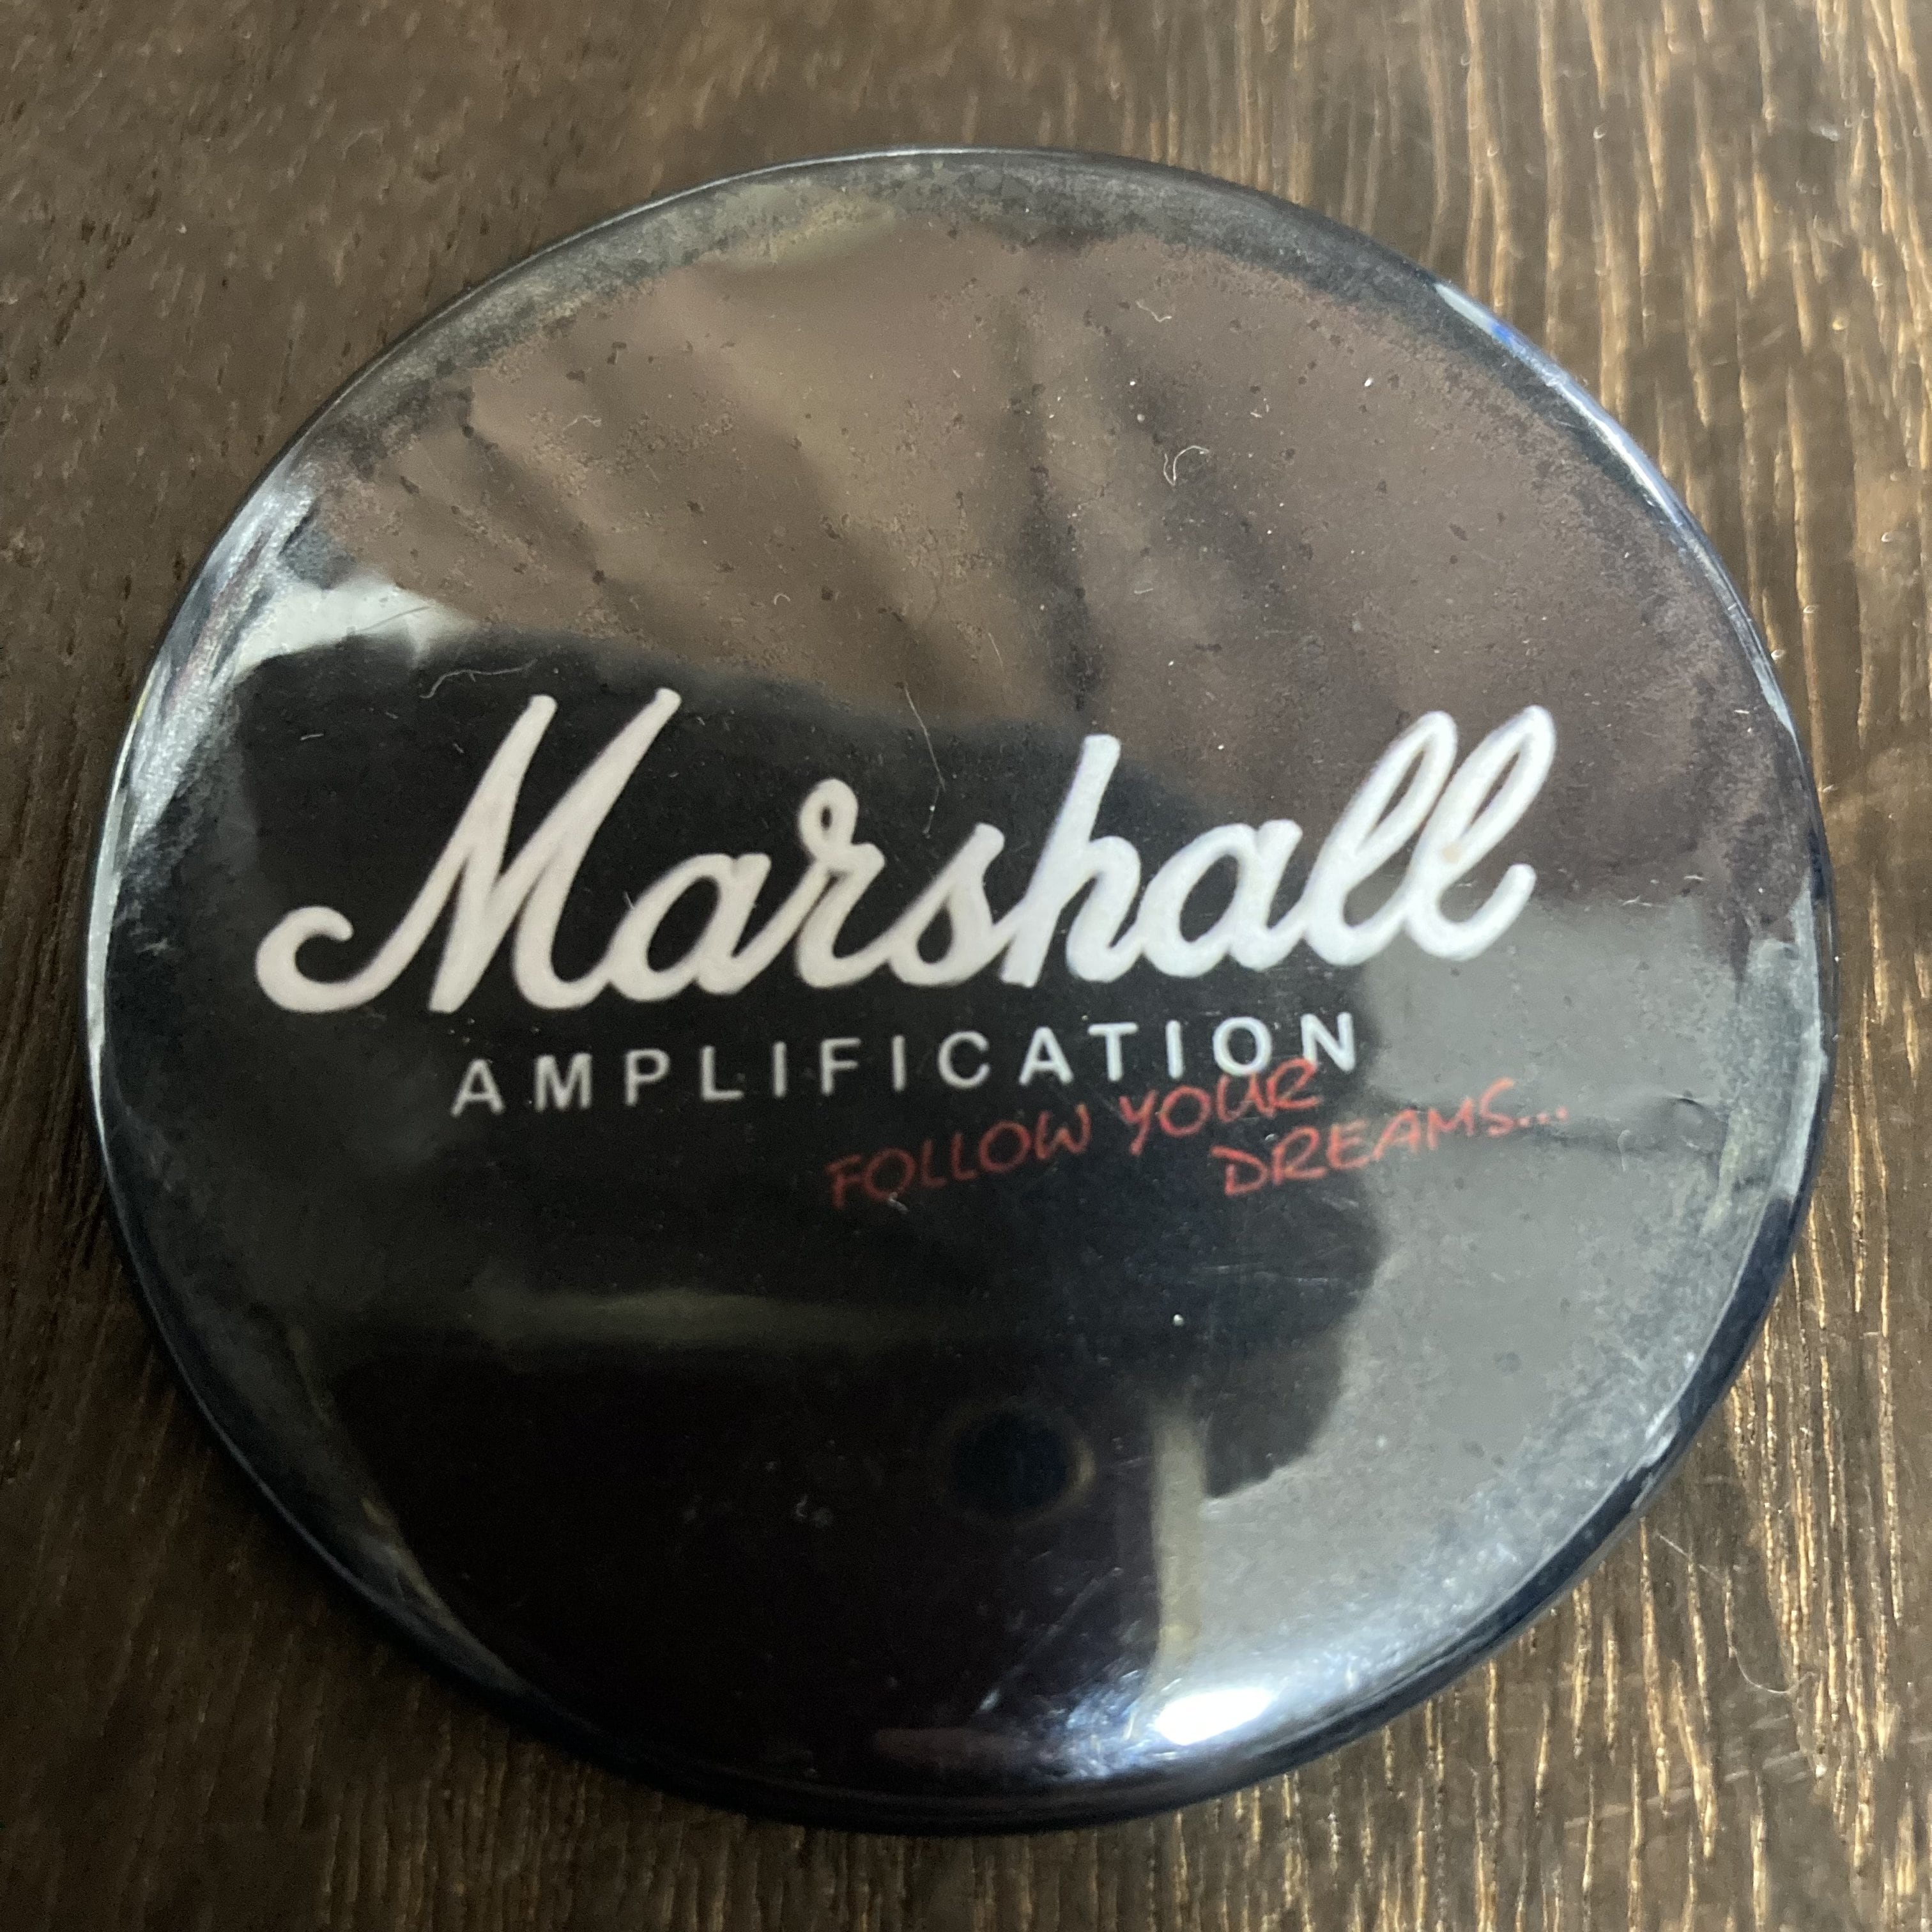 Marshall
AMPLIFICATION
FOLLOW YOUR
DREAMS...